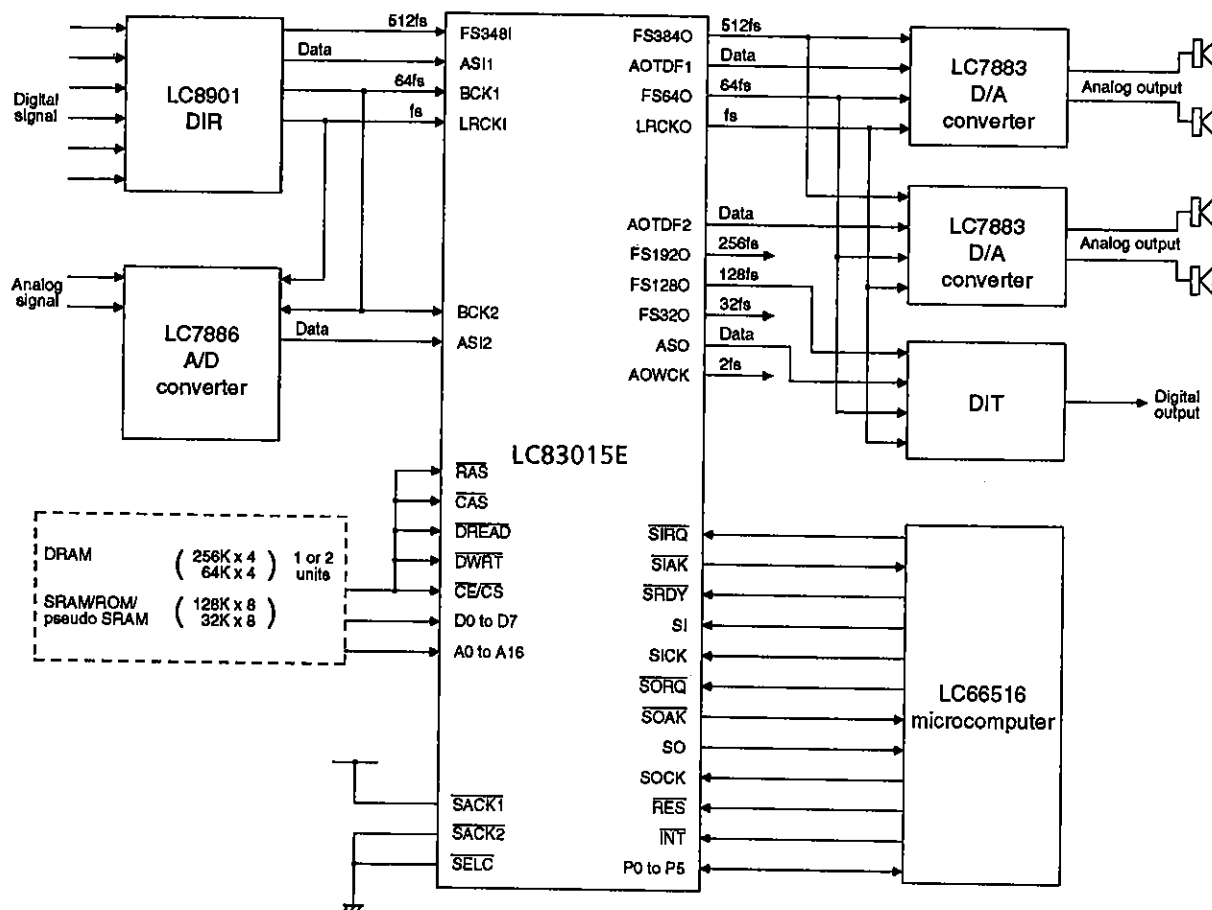 Digital
signal
LC8901
DIR
512fs
Data
64fs
fs
Analog
signal
LC7886
A/D
converter
Data
FS348I
ASI1
BCK1
LRCKI
BCK2
ASI2
RAS
CAS
DREAD
DWRT
CE/CS
D0 to D7
A0 to A16
SACK1
SACK2
SELC
DRAM
( 256K x 4
64K x 4 )
1 or 2
units
SRAM/ROM/
pseudo SRAM
( 128K x 8
32K x 8 )
LC83015E
FS384O
AOTDF1
FS64O
LRCKO
AOTDF2
FS192O
FS128O
FS32O
ASO
AOWCK
SIRQ
SIAK
SRDY
SI
SICK
SORQ
SOAK
SO
SOCK
RES
INT
P0 to P5
512fs
Data
64fs
fs
Data
256fs
128fs
32fs
Data
2fs
LC7883
D/A
converter
Analog output
LC7883
D/A
converter
Analog output
DIT
Digital
output
LC66516
microcomputer